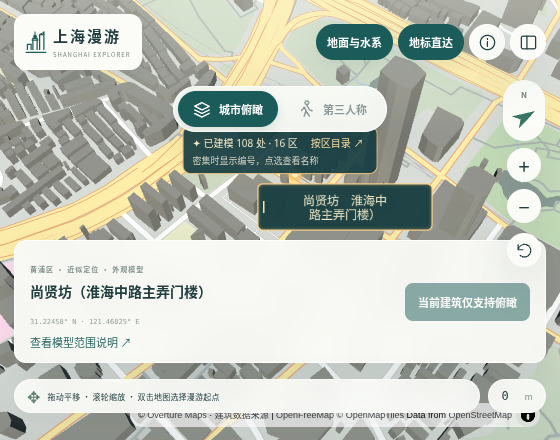 上海漫游
SHANGHAI EXPLORER
地面与水系
地标直达
N
城市俯瞰
第三人称
✦ 已建模 108 处 · 16 区 按区目录 ↗
密集时显示编号，点选查看名称
尚贤坊 淮海中
路主弄门楼）
黄浦区 · 近似定位 · 外观模型
尚贤坊（淮海中路主弄门楼）
31.22450° N · 121.46825° E
当前建筑仅支持俯瞰
查看模型范围说明 ↗
拖动平移 · 滚轮缩放 · 双击地图选择漫游起点
0 m
© Overture Maps · 建筑数据来源 | OpenFreeMap © OpenMapTiles Data from OpenStreetMap